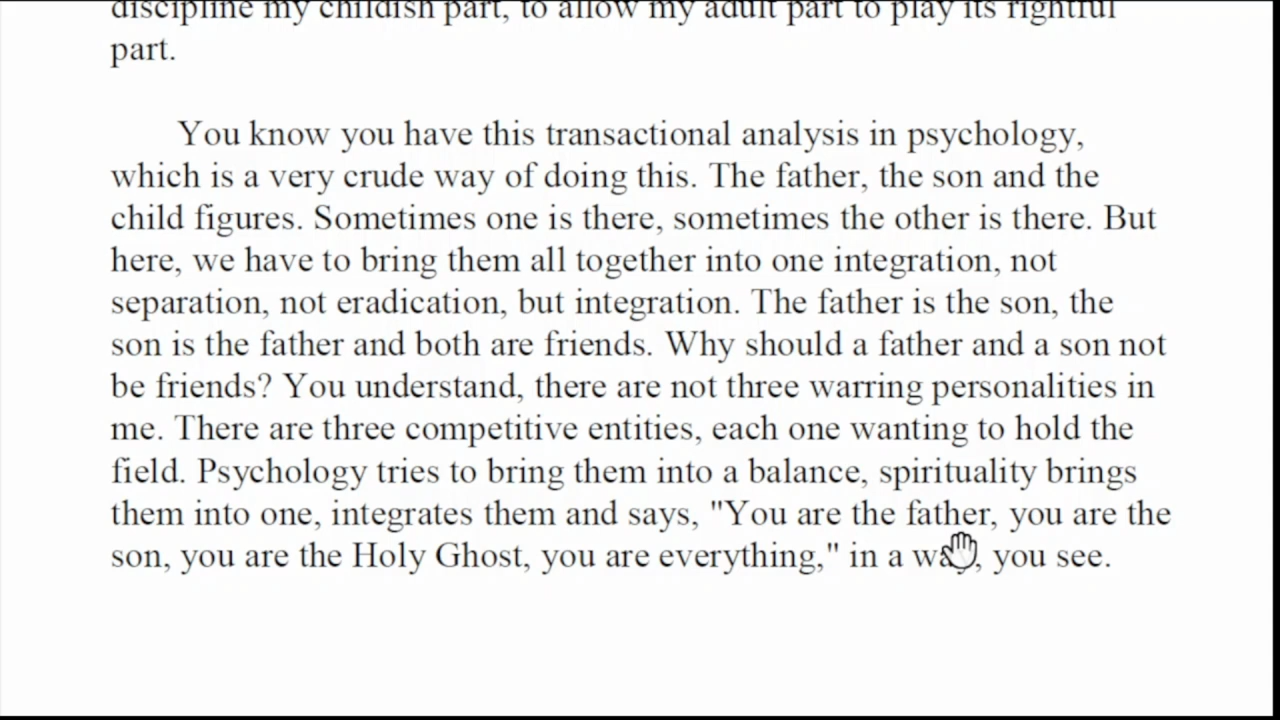 discipline my childish part, to allow my adult part to play its rightful
part.
You know you have this transactional analysis in psychology,
which is a very crude way of doing this. The father, the son and the
child figures. Sometimes one is there, sometimes the other is there. But
here, we have to bring them all together into one integration, not
separation, not eradication, but integration. The father is the son, the
son is the father and both are friends. Why should a father and a son not
be friends? You understand, there are not three warring personalities in
me. There are three competitive entities, each one wanting to hold the
field. Psychology tries to bring them into a balance, spirituality brings
them into one, integrates them and says, "You are the father, you are the
son, you are the Holy Ghost, you are everything," in a way, you see.